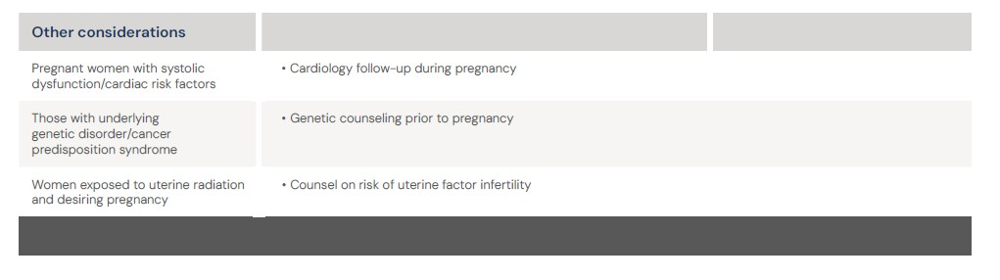 Other considerations
Pregnant women with systolic
dysfunction/cardiac risk factors
• Cardiology follow-up during pregnancy
Those with underlying
genetic disorder/cancer
predisposition syndrome
• Genetic counseling prior to pregnancy
Women exposed to uterine radiation
and desiring pregnancy
• Counsel on risk of uterine factor infertility